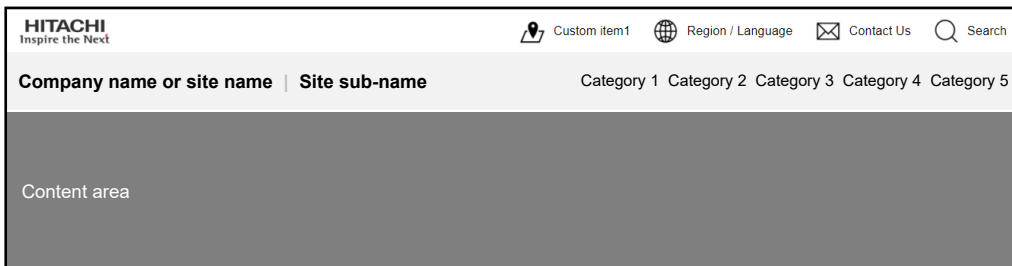 HITACHI
Inspire the Next
Custom item1 Region / Language Contact Us Search
Company name or site name | Site sub-name Category 1 Category 2 Category 3 Category 4 Category 5
Content area